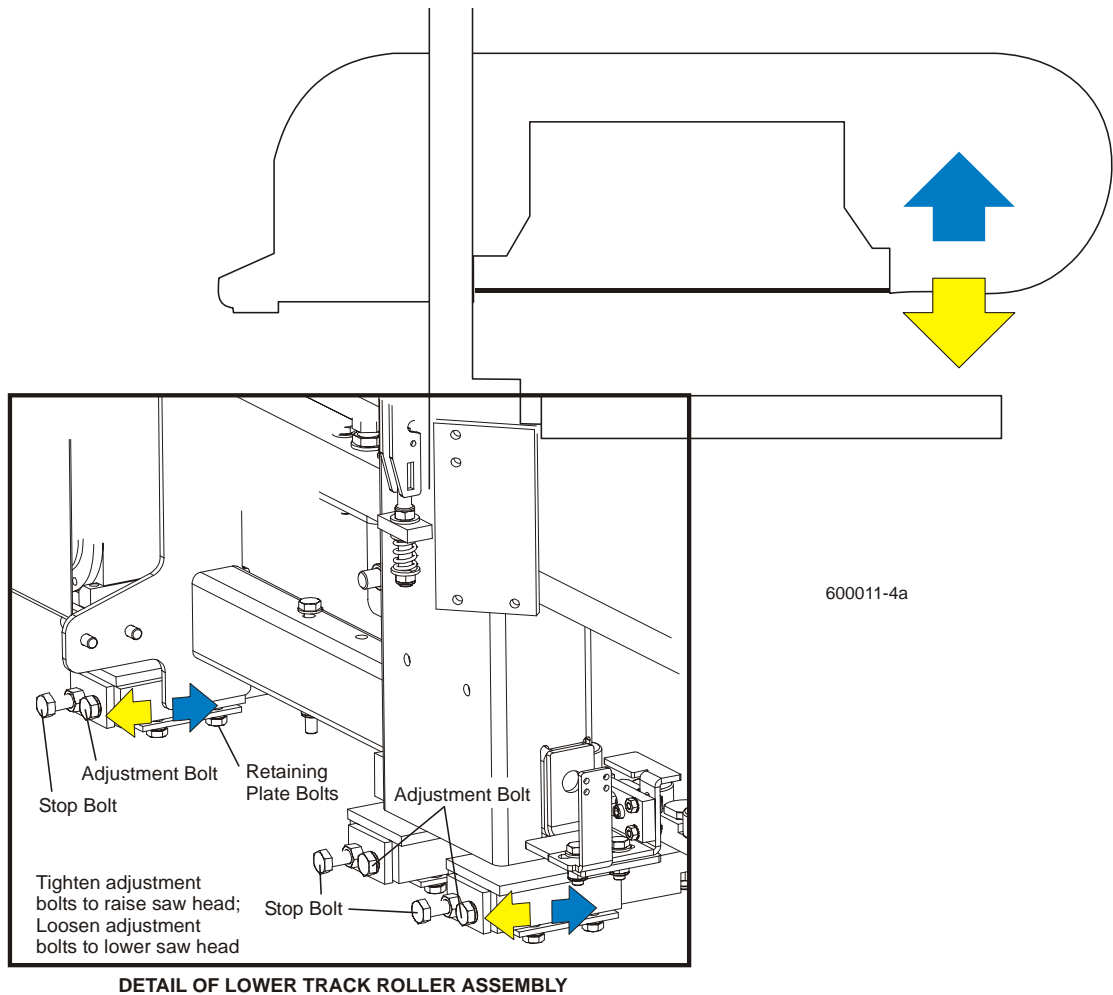 600011-4a
Adjustment Bolt
Stop Bolt
Retaining
Plate Bolts
Adjustment Bolt
Stop Bolt
Tighten adjustment
bolts to raise saw head;
Loosen adjustment
bolts to lower saw head
DETAIL OF LOWER TRACK ROLLER ASSEMBLY